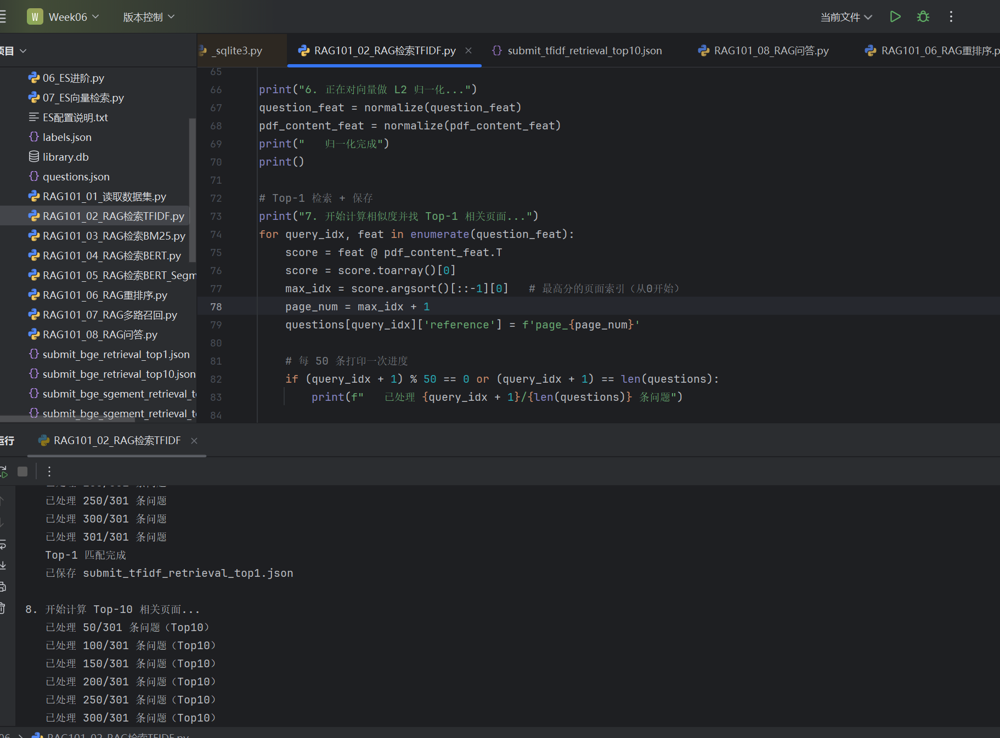 W Week06 版本控制 当前文件
项目
_sqlite3.py RAG101_02_RAG检索TFIDF.py submit_tfidf_retrieval_top10.json RAG101_08_RAG问答.py RAG101_06_RAG重排序.p
06_ES进阶.py
07_ES向量检索.py
ES配置说明.txt
labels.json
library.db
questions.json
RAG101_01_读取数据集.py
RAG101_02_RAG检索TFIDF.py
RAG101_03_RAG检索BM25.py
RAG101_04_RAG检索BERT.py
RAG101_05_RAG检索BERT_Segm
RAG101_06_RAG重排序.py
RAG101_07_RAG多路召回.py
RAG101_08_RAG问答.py
submit_bge_retrieval_top1.json
submit_bge_retrieval_top10.json
submit_bge_sgement_retrieval_t
submit_bge_sgement_retrieval_t
65
66 print("6. 正在对向量做 L2 归一化...")
67 question_feat = normalize(question_feat)
68 pdf_content_feat = normalize(pdf_content_feat)
69 print("   归一化完成")
70 print()
71
72 # Top-1 检索 + 保存
73 print("7. 开始计算相似度并找 Top-1 相关页面...")
74 for query_idx, feat in enumerate(question_feat):
75     score = feat @ pdf_content_feat.T
76     score = score.toarray()[0]
77     max_idx = score.argsort()[::-1][0]   # 最高分的页面索引（从0开始）
78     page_num = max_idx + 1
79     questions[query_idx]['reference'] = f'page_{page_num}'
80
81     # 每 50 条打印一次进度
82     if (query_idx + 1) % 50 == 0 or (query_idx + 1) == len(questions):
83         print(f"   已处理 {query_idx + 1}/{len(questions)} 条问题")
84
运行 RAG101_02_RAG检索TFIDF
已处理 250/301 条问题
已处理 300/301 条问题
已处理 301/301 条问题
Top-1 匹配完成
已保存 submit_tfidf_retrieval_top1.json
8. 开始计算 Top-10 相关页面...
已处理 50/301 条问题（Top10）
已处理 100/301 条问题（Top10）
已处理 150/301 条问题（Top10）
已处理 200/301 条问题（Top10）
已处理 250/301 条问题（Top10）
已处理 300/301 条问题（Top10）
06 RAG101_02_RAG检索TFIDF.py